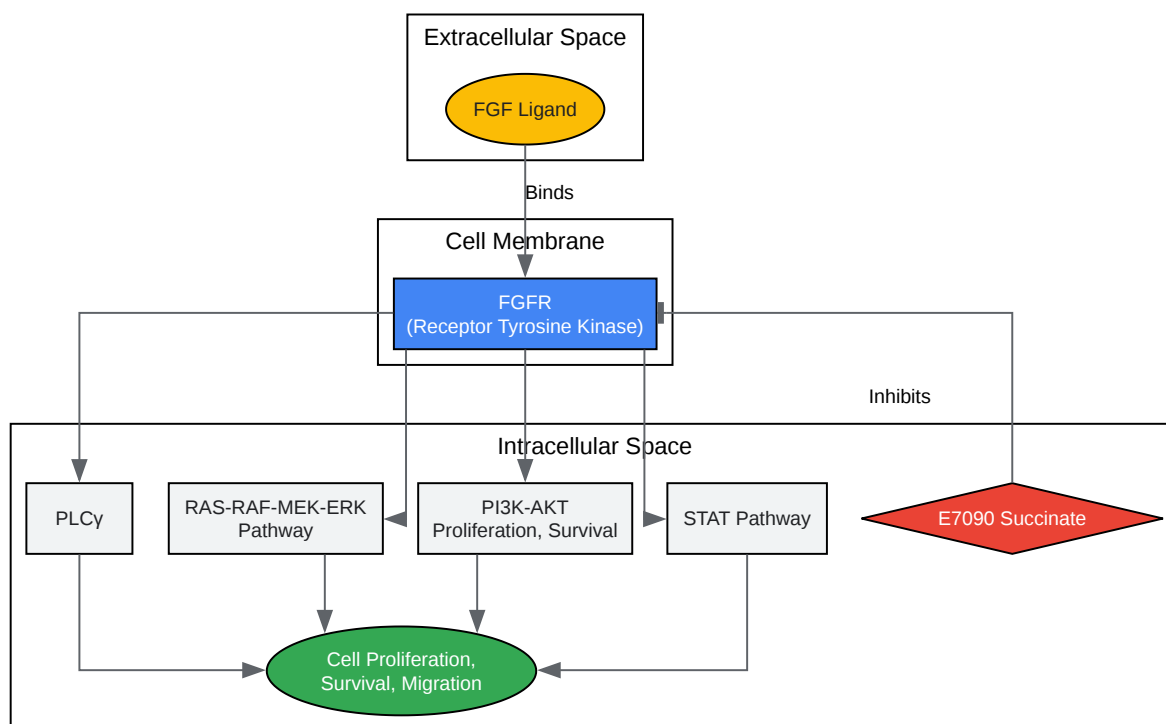 Extracellular Space
FGF Ligand
Binds
Cell Membrane
FGFR
(Receptor Tyrosine Kinase)
Inhibits
Intracellular Space
PLCγ
RAS-RAF-MEK-ERK
Pathway
PI3K-AKT
Proliferation, Survival
STAT Pathway
E7090 Succinate
Cell Proliferation,
Survival, Migration